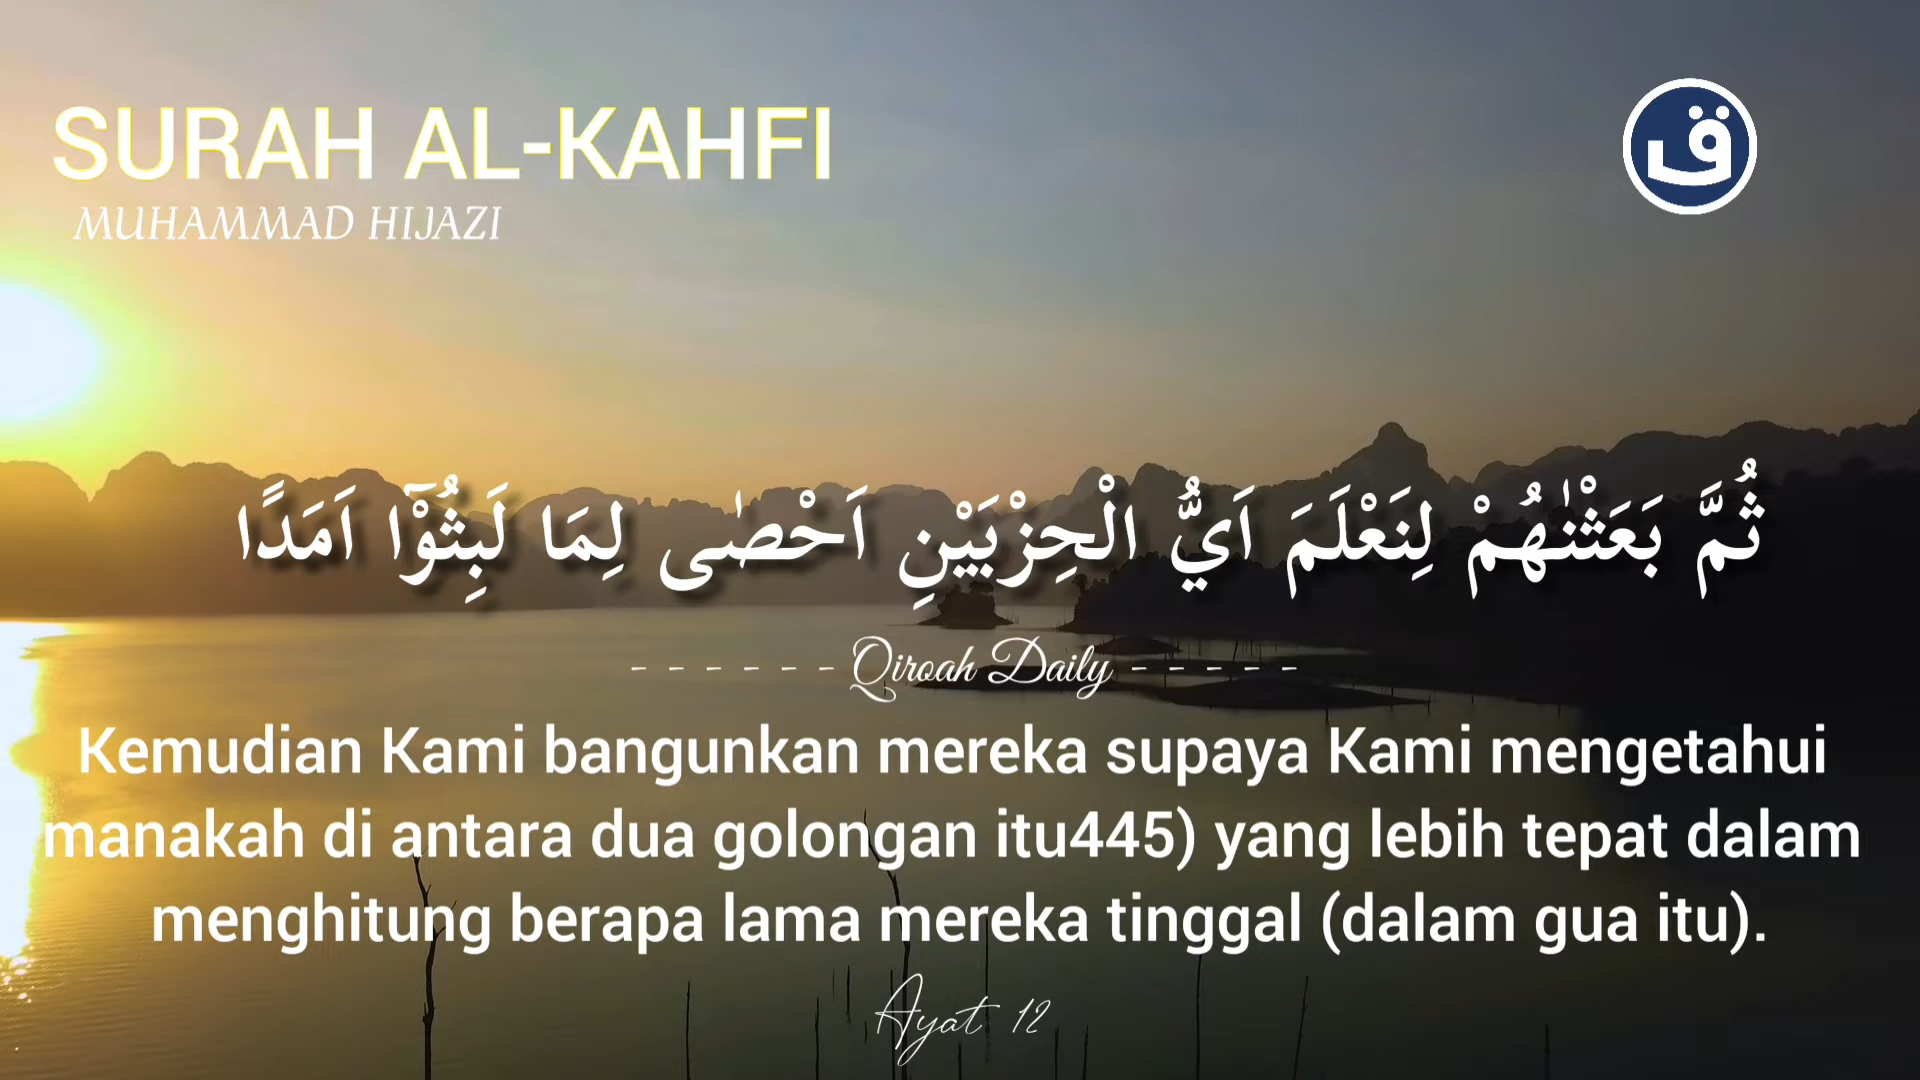 SURAH AL-KAHFI
MUHAMMAD HIJAZI
ق
ثُمَّ بَعَثْنٰهُمْ لِنَعْلَمَ اَيُّ الْحِزْبَيْنِ اَحْصٰى لِمَا لَبِثُوْٓا اَمَدًا
- - - - - - Qiroah Daily - - - - -
Kemudian Kami bangunkan mereka supaya Kami mengetahui
manakah di antara dua golongan itu445) yang lebih tepat dalam
menghitung berapa lama mereka tinggal (dalam gua itu).
Ayat 12